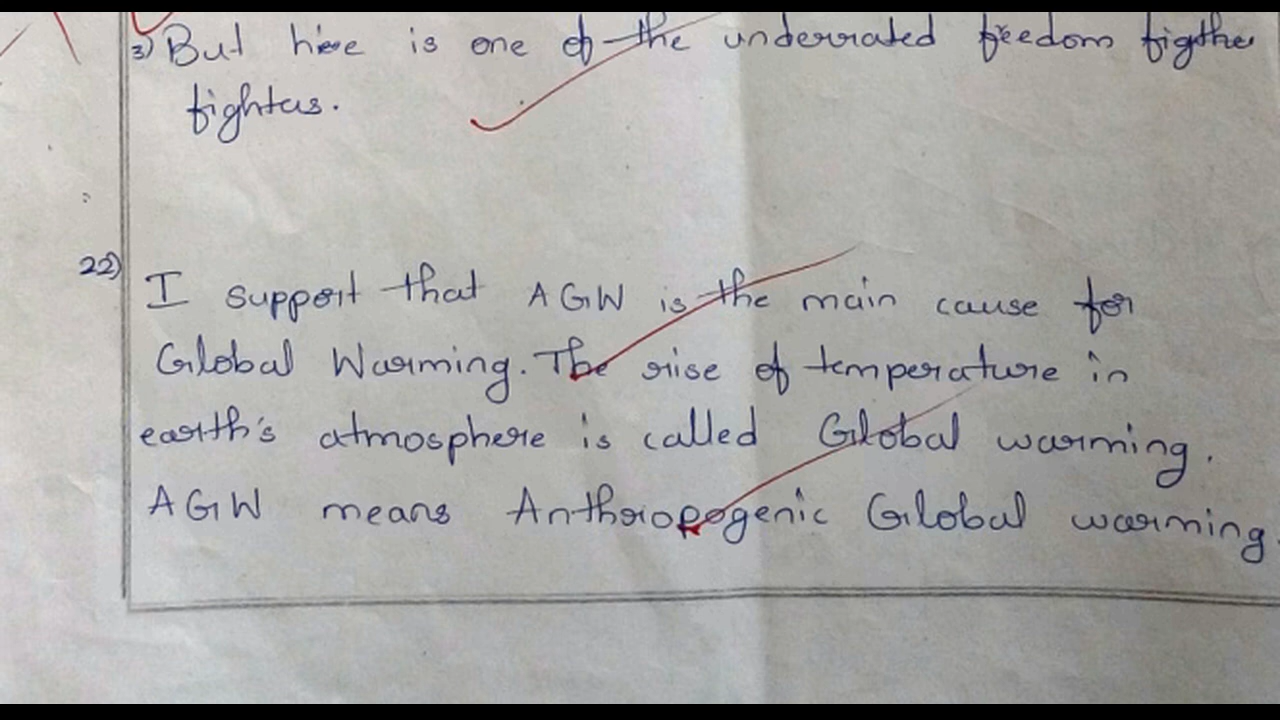 3) But here is one of the underrated freedom figthe
fighters.
22) I support that AGW is the main cause for
Global Warming. The rise of temperature in
earth's atmosphere is called Global warming.
AGW means Anthropogenic Global warming.